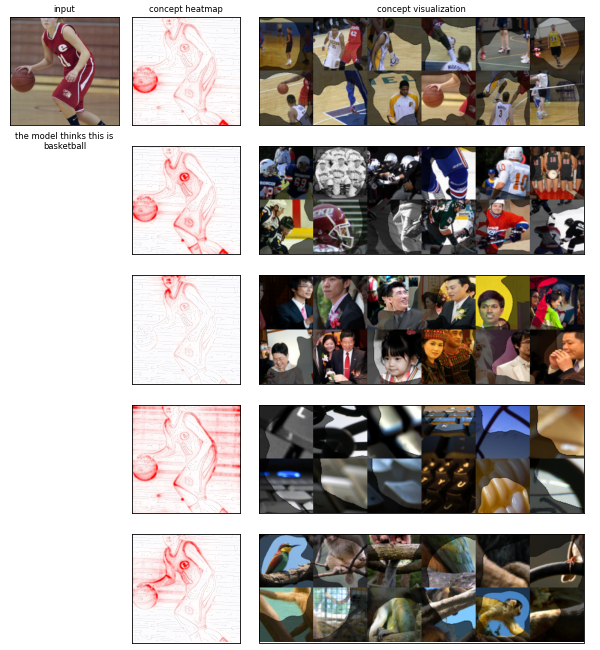 input
concept heatmap
concept visualization
the model thinks this is
basketball